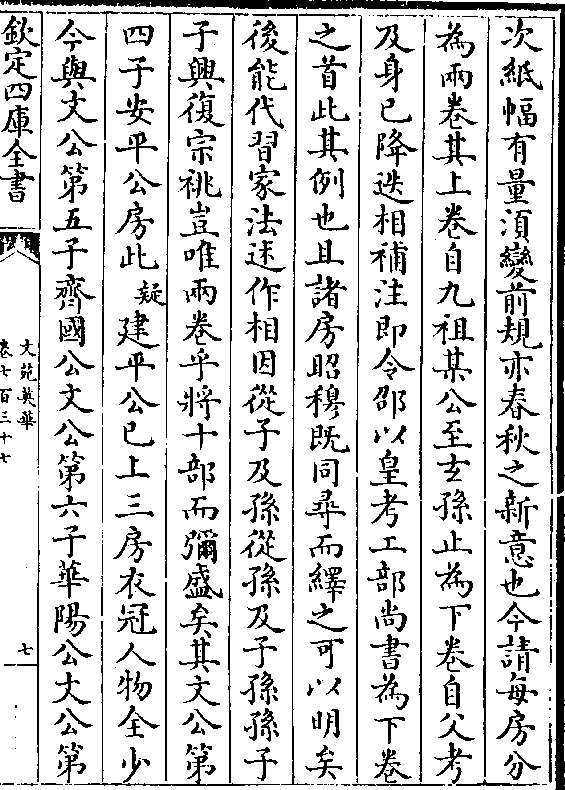 次紙幅有量須變前規亦春秋之新意也今請每房分
為兩卷其上卷自九祖某公至玄孫止為下卷自父考
及身已降迭相補注即令邵以皇考工部尚書為下卷
之首此其例也且諸房昭穆既同尋而繹之可以明矣
後能代習家法述作相因從子及孫從孫及子孫孫子
子興復宗祧豈唯兩卷乎將十部而彌盛矣其文公第
四子安平公房此疑建平公已上三房衣冠人物全少
今與文公第五子齊國公文公第六子華陽公文公第
欽定四庫全書
文苑英華
卷七百三十七
七